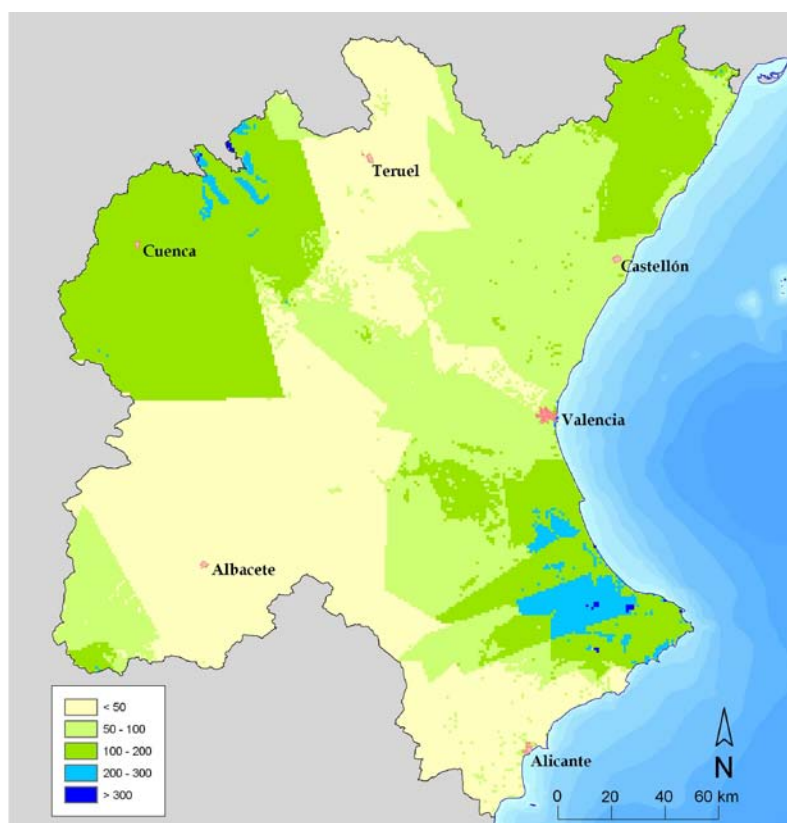 Teruel
Cuenca
Castellón
Valencia
Albacete
Alicante
< 50
50 - 100
100 - 200
200 - 300
> 300
N
0 20 40 60 km